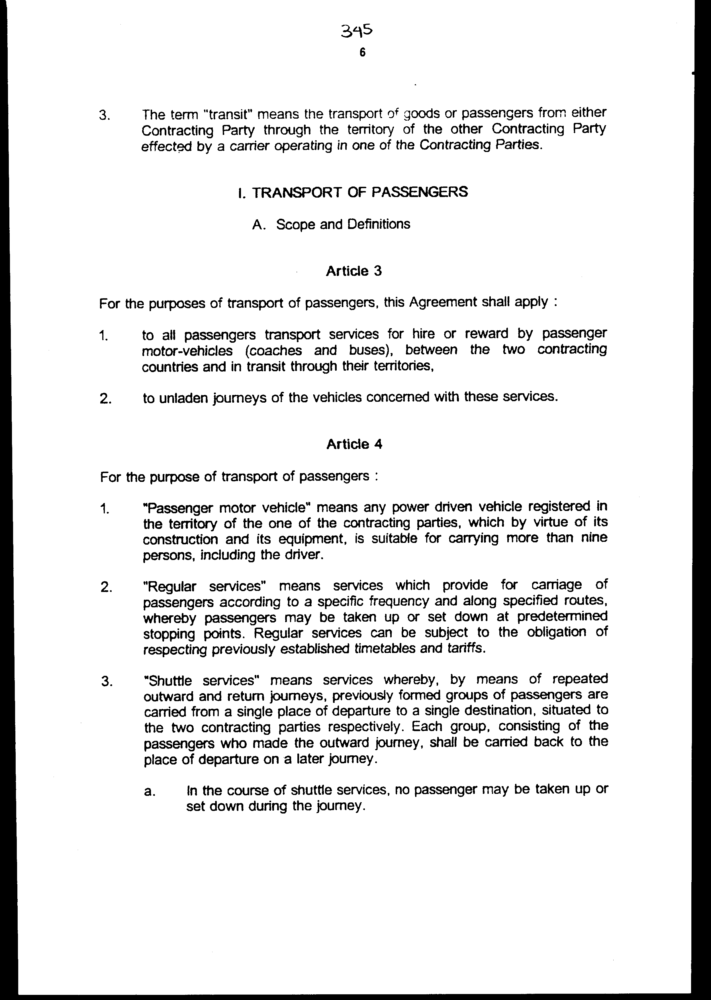 345
6
3. The term "transit" means the transport of goods or passengers from either
Contracting Party through the territory of the other Contracting Party
effected by a carrier operating in one of the Contracting Parties.
I. TRANSPORT OF PASSENGERS
A. Scope and Definitions
Article 3
For the purposes of transport of passengers, this Agreement shall apply :
1. to all passengers transport services for hire or reward by passenger
motor-vehicles (coaches and buses), between the two contracting
countries and in transit through their territories,
2. to unladen journeys of the vehicles concerned with these services.
Article 4
For the purpose of transport of passengers :
1. "Passenger motor vehicle" means any power driven vehicle registered in
the territory of the one of the contracting parties, which by virtue of its
construction and its equipment, is suitable for carrying more than nine
persons, including the driver.
2. "Regular services" means services which provide for carriage of
passengers according to a specific frequency and along specified routes,
whereby passengers may be taken up or set down at predetermined
stopping points. Regular services can be subject to the obligation of
respecting previously established timetables and tariffs.
3. "Shuttle services" means services whereby, by means of repeated
outward and return journeys, previously formed groups of passengers are
carried from a single place of departure to a single destination, situated to
the two contracting parties respectively. Each group, consisting of the
passengers who made the outward journey, shall be carried back to the
place of departure on a later journey.
a. In the course of shuttle services, no passenger may be taken up or
set down during the journey.